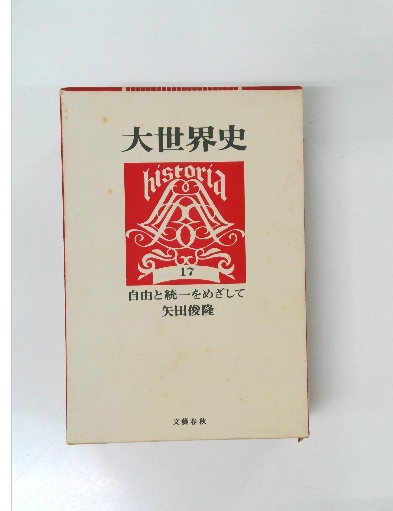 大世界史
historia
17
自由と統一をめざして
矢田俊隆
文藝春秋